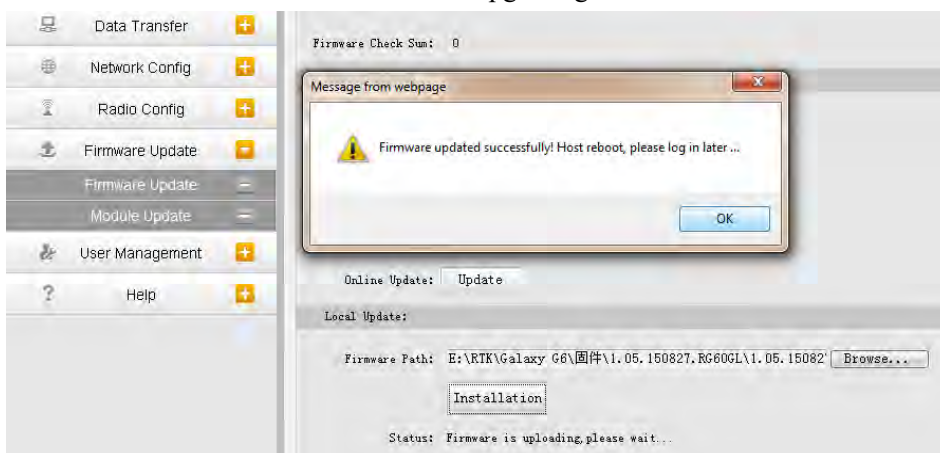 Data Transfer
Network Config
Radio Config
Firmware Update
Firmware Update
Module Update
User Management
? Help
Firmware Check Sum: 0
Message from webpage
Firmware updated successfully! Host reboot, please log in later ...
OK
Online Update: Update
Local Update:
Firmware Path: E:\RTK\Galaxy G6\固件\1.05.150827.RG60GL\1.05.15082 Browse...
Installation
Status: Firmware is uploading,please wait...